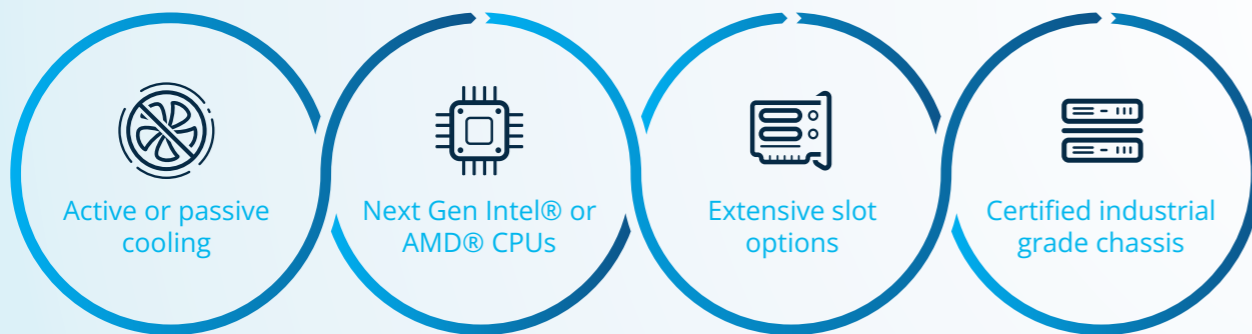 Active or passive
cooling
Next Gen Intel® or
AMD® CPUs
Extensive slot
options
Certified industrial
grade chassis